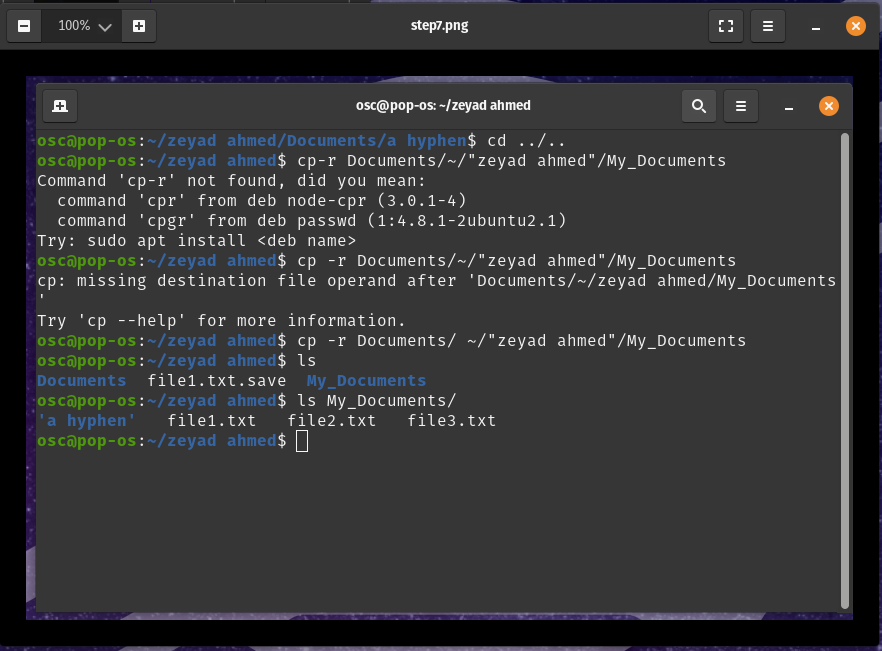 100%
step7.png
osc@pop-os: ~/zeyad ahmed
osc@pop-os:~/zeyad ahmed/Documents/a hyphen$ cd ../..
osc@pop-os:~/zeyad ahmed$ cp-r Documents/~/"zeyad ahmed"/My_Documents
Command 'cp-r' not found, did you mean:
  command 'cpr' from deb node-cpr (3.0.1-4)
  command 'cpgr' from deb passwd (1:4.8.1-2ubuntu2.1)
Try: sudo apt install <deb name>
osc@pop-os:~/zeyad ahmed$ cp -r Documents/~/"zeyad ahmed"/My_Documents
cp: missing destination file operand after 'Documents/~/zeyad ahmed/My_Documents
'
Try 'cp --help' for more information.
osc@pop-os:~/zeyad ahmed$ cp -r Documents/ ~/"zeyad ahmed"/My_Documents
osc@pop-os:~/zeyad ahmed$ ls
Documents  file1.txt.save  My_Documents
osc@pop-os:~/zeyad ahmed$ ls My_Documents/
'a hyphen'   file1.txt   file2.txt   file3.txt
osc@pop-os:~/zeyad ahmed$